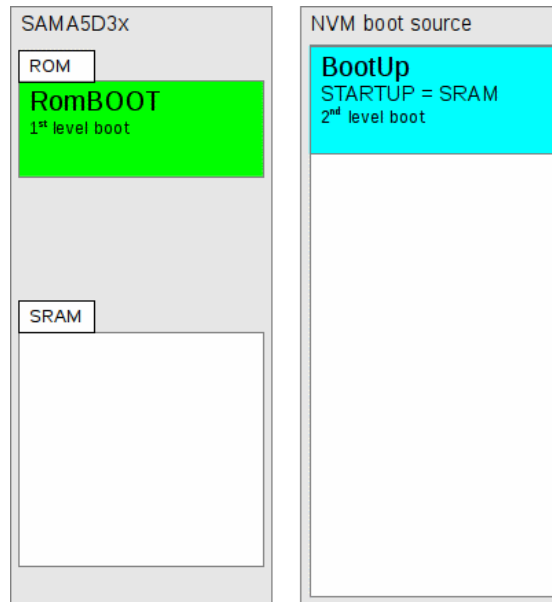 SAMA5D3x
ROM
RomBOOT
1st level boot
SRAM
NVM boot source
BootUp
STARTUP = SRAM
2nd level boot